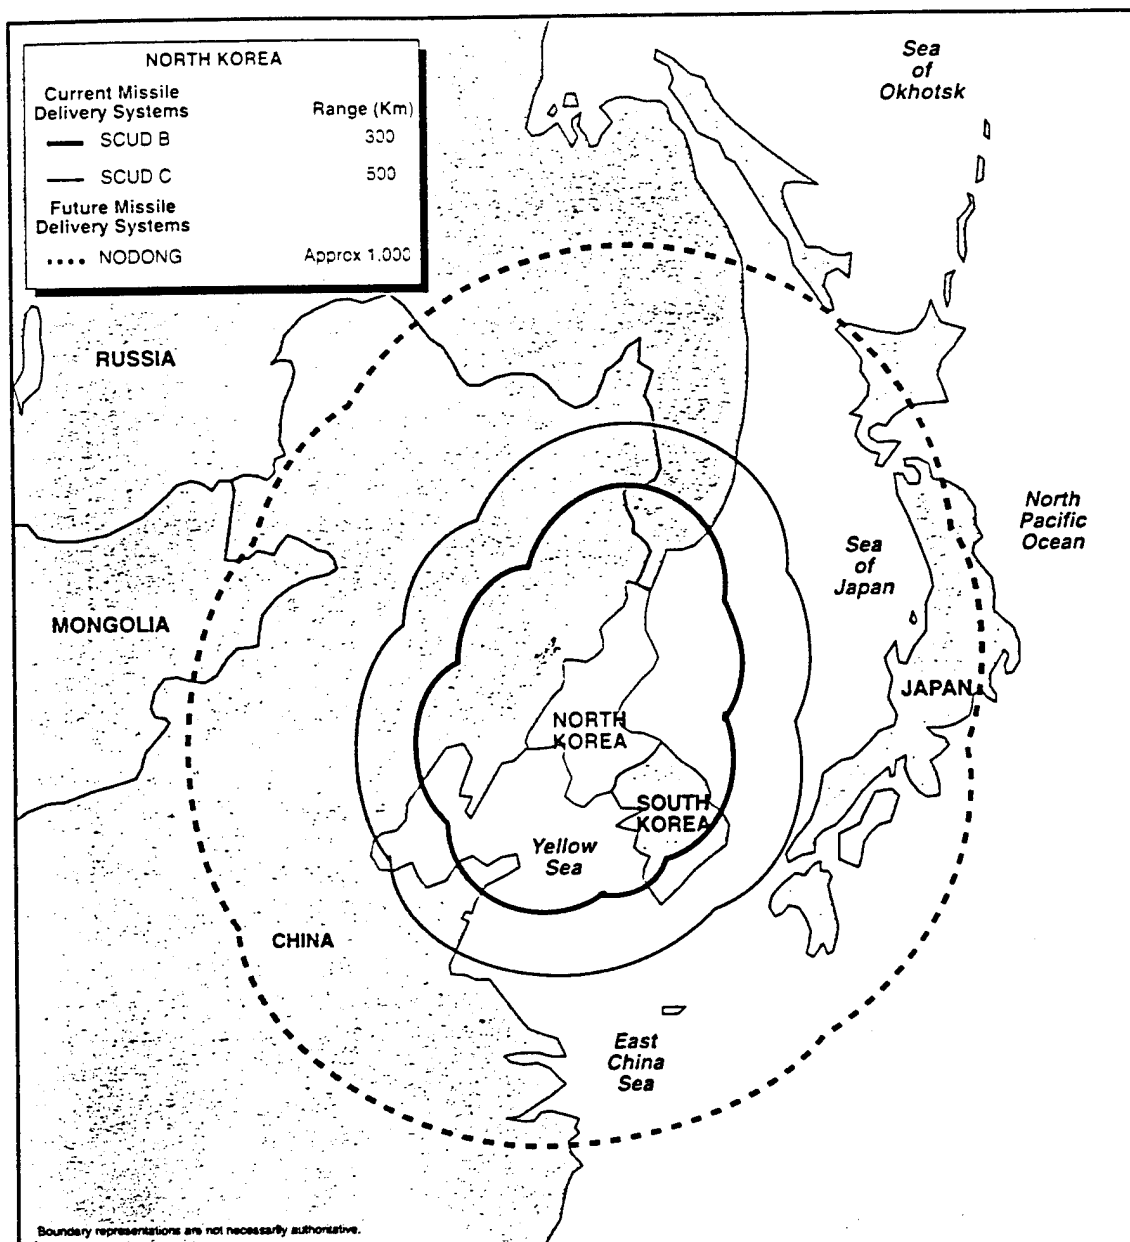 NORTH KOREA
Current Missile
Delivery Systems
Range (Km)
SCUD B 300
SCUD C 500
Future Missile
Delivery Systems
NODONG Approx 1,000
Sea
of
Okhotsk
RUSSIA
North
Pacific
Ocean
Sea
of
Japan
MONGOLIA
JAPAN
NORTH
KOREA
SOUTH
KOREA
Yellow
Sea
CHINA
East
China
Sea
Boundary representations are not necessarily authoritative.